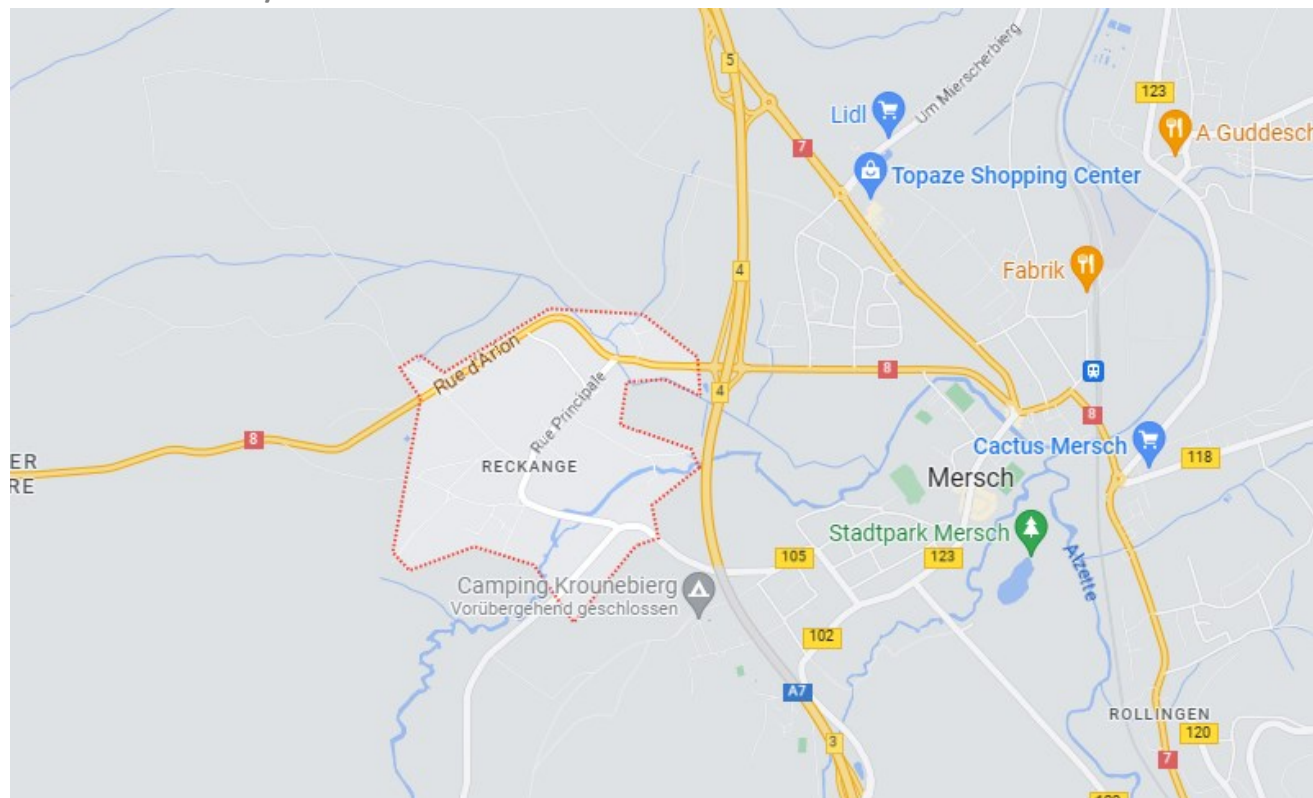 5
123
Um Mierscherbierg
Lidl
A Guddesch
7
Topaze Shopping Center
4
Fabrik
Rue d'Arlon
8
8
4
8
Rue Principale
Cactus Mersch
118
ER
RE
RECKANGE
Mersch
Stadtpark Mersch
105
123
Alzette
Camping Krounebierg
Vorübergehend geschlossen
102
A7
ROLLINGEN
120
3
7